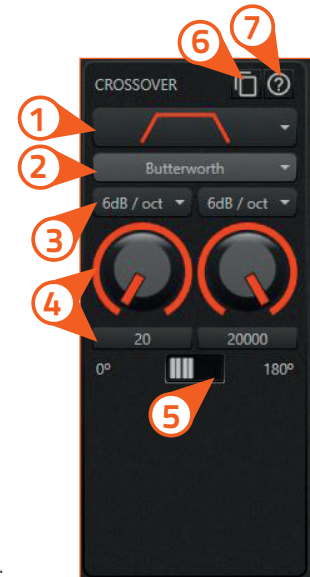 6 7
CROSSOVER ?
1
2 Butterworth
6dB / oct 6dB / oct
3
4
20 20000
0º 180º
5
.